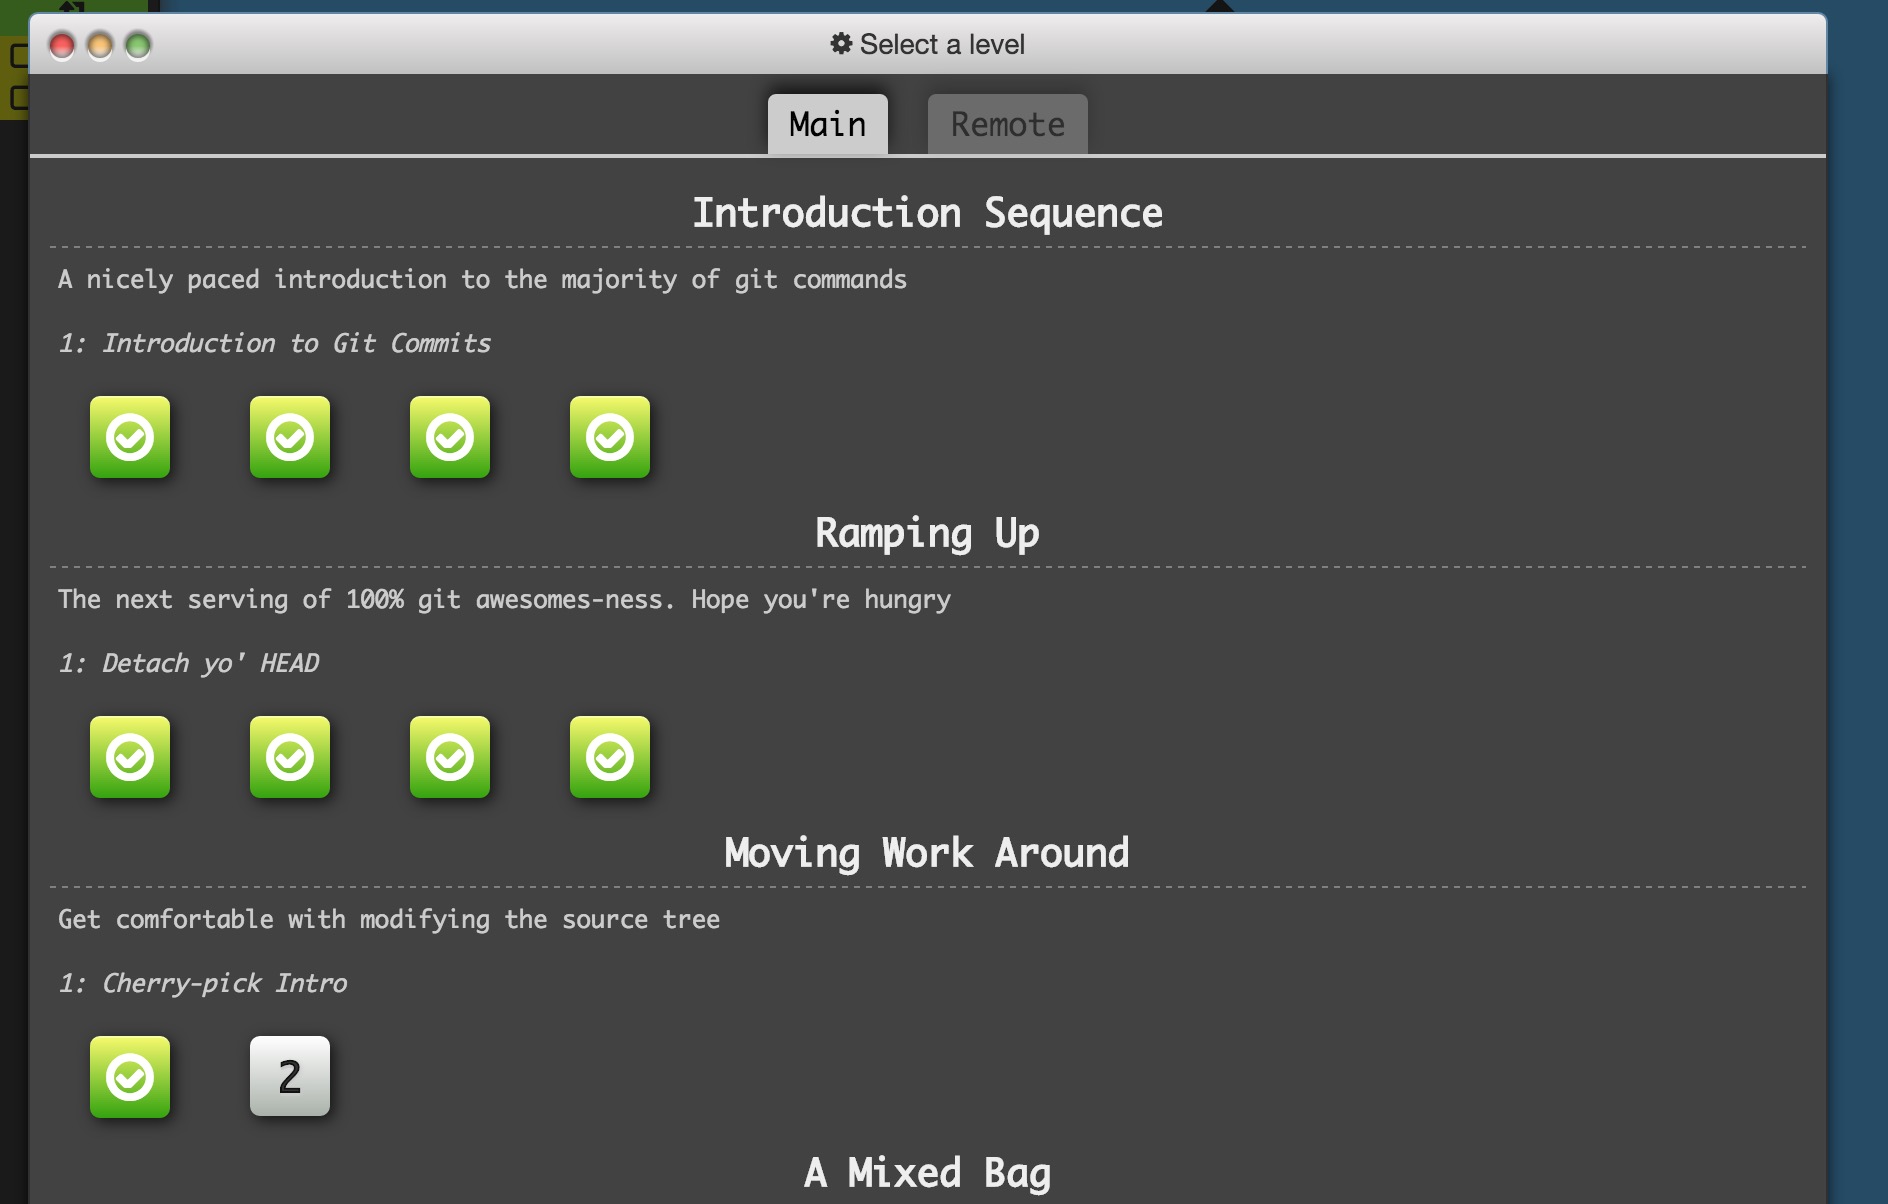 Select a level
Main Remote
Introduction Sequence
A nicely paced introduction to the majority of git commands
1: Introduction to Git Commits
Ramping Up
The next serving of 100% git awesomes-ness. Hope you're hungry
1: Detach yo' HEAD
Moving Work Around
Get comfortable with modifying the source tree
1: Cherry-pick Intro
2
A Mixed Bag